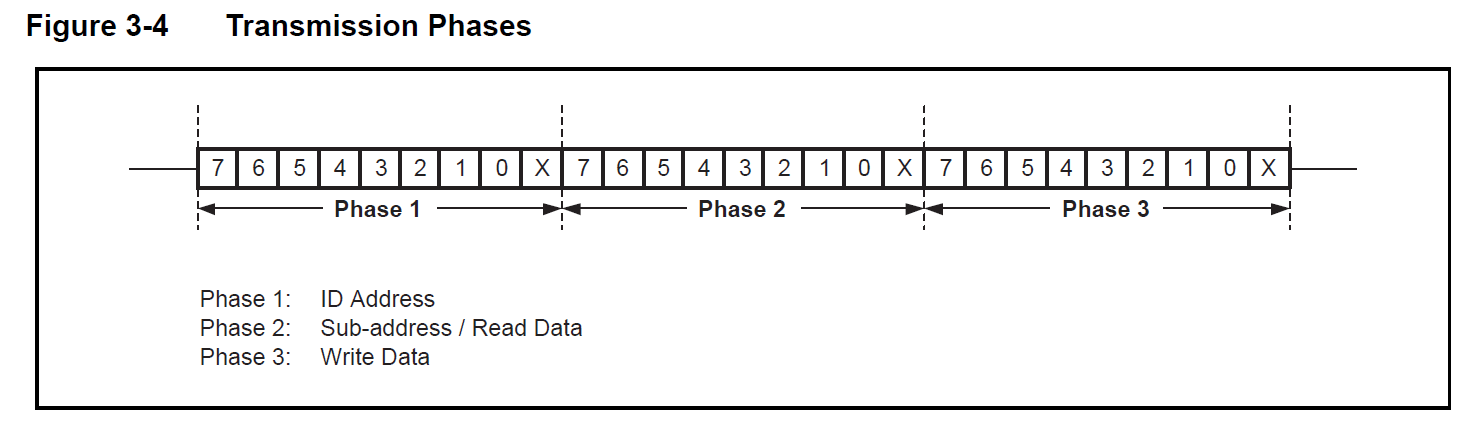 Figure 3-4 Transmission Phases
7 6 5 4 3 2 1 0 X 7 6 5 4 3 2 1 0 X 7 6 5 4 3 2 1 0 X
Phase 1 Phase 2 Phase 3
Phase 1: ID Address
Phase 2: Sub-address / Read Data
Phase 3: Write Data